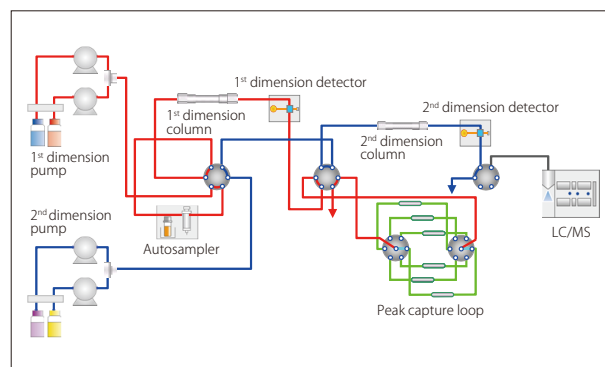 1st dimension detector
2nd dimension detector
1st dimension
column
2nd dimension
column
1st dimension
pump
2nd dimension
pump
Autosampler
LC/MS
Peak capture loop